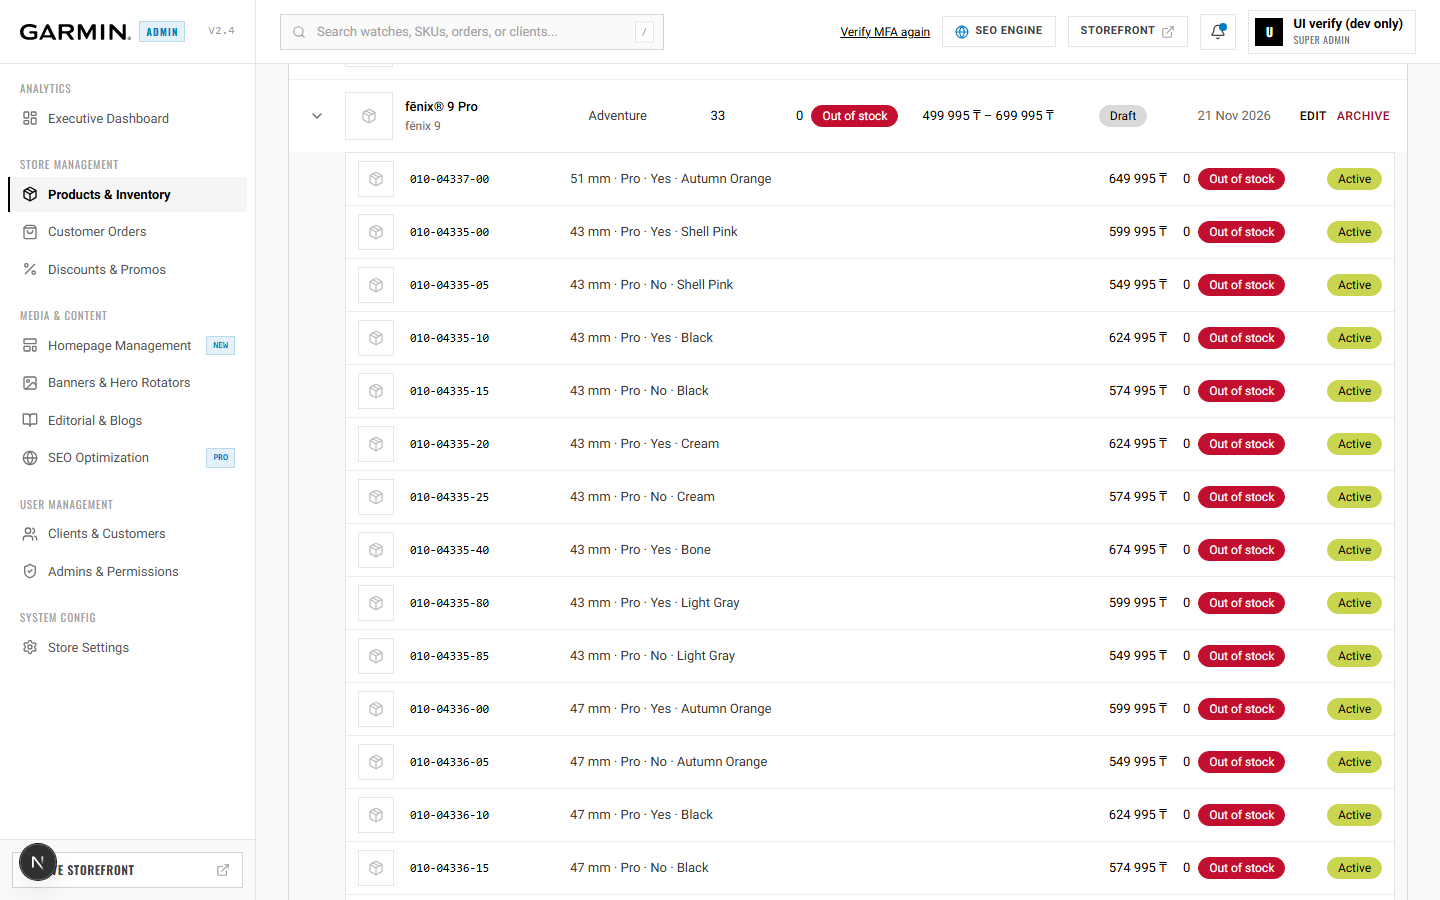 GARMIN. ADMIN V2.4
Search watches, SKUs, orders, or clients... /
Verify MFA again
SEO ENGINE
STOREFRONT
U
UI verify (dev only)
SUPER ADMIN
ANALYTICS
Executive Dashboard
STORE MANAGEMENT
Products & Inventory
Customer Orders
Discounts & Promos
MEDIA & CONTENT
Homepage Management NEW
Banners & Hero Rotators
Editorial & Blogs
SEO Optimization PRO
USER MANAGEMENT
Clients & Customers
Admins & Permissions
SYSTEM CONFIG
Store Settings
N
STOREFRONT
fēnix® 9 Pro
fēnix 9
Adventure 33 0 Out of stock 499 995 ₸ – 699 995 ₸ Draft 21 Nov 2026 EDIT ARCHIVE
010-04337-00 51 mm · Pro · Yes · Autumn Orange 649 995 ₸ 0 Out of stock Active
010-04335-00 43 mm · Pro · Yes · Shell Pink 599 995 ₸ 0 Out of stock Active
010-04335-05 43 mm · Pro · No · Shell Pink 549 995 ₸ 0 Out of stock Active
010-04335-10 43 mm · Pro · Yes · Black 624 995 ₸ 0 Out of stock Active
010-04335-15 43 mm · Pro · No · Black 574 995 ₸ 0 Out of stock Active
010-04335-20 43 mm · Pro · Yes · Cream 624 995 ₸ 0 Out of stock Active
010-04335-25 43 mm · Pro · No · Cream 574 995 ₸ 0 Out of stock Active
010-04335-40 43 mm · Pro · Yes · Bone 674 995 ₸ 0 Out of stock Active
010-04335-80 43 mm · Pro · Yes · Light Gray 599 995 ₸ 0 Out of stock Active
010-04335-85 43 mm · Pro · No · Light Gray 549 995 ₸ 0 Out of stock Active
010-04336-00 47 mm · Pro · Yes · Autumn Orange 599 995 ₸ 0 Out of stock Active
010-04336-05 47 mm · Pro · No · Autumn Orange 549 995 ₸ 0 Out of stock Active
010-04336-10 47 mm · Pro · Yes · Black 624 995 ₸ 0 Out of stock Active
010-04336-15 47 mm · Pro · No · Black 574 995 ₸ 0 Out of stock Active